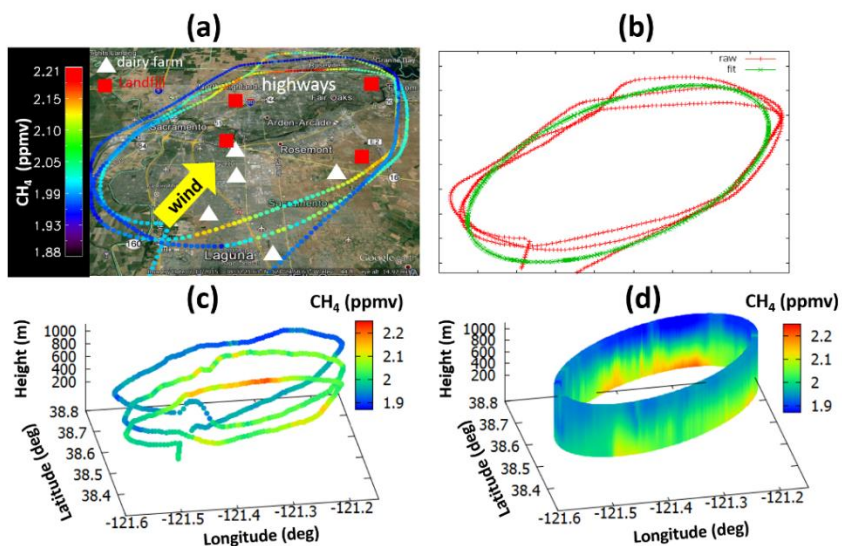 (a)
(b)
dairy farm
Landfill
highways
Fair Oaks
Sacramento
Arden-Arcade
Rosemont
Sacramento
wind
160
16
Laguna
Google
CH4 (ppmv)
2.21
2.16
2.10
2.05
1.99
1.93
1.88
raw
fit
(c)
CH4 (ppmv)
Height (m)
1000
800
600
400
200
2.2
2.1
2
1.9
38.8
38.7
38.6
38.5
38.4
Latitude (deg)
-121.6
-121.5
-121.4
-121.3
-121.2
Longitude (deg)
(d)
CH4 (ppmv)
Height (m)
1000
800
600
400
200
2.2
2.1
2
1.9
38.8
38.7
38.6
38.5
38.4
Latitude (deg)
-121.6
-121.5
-121.4
-121.3
-121.2
Longitude (deg)